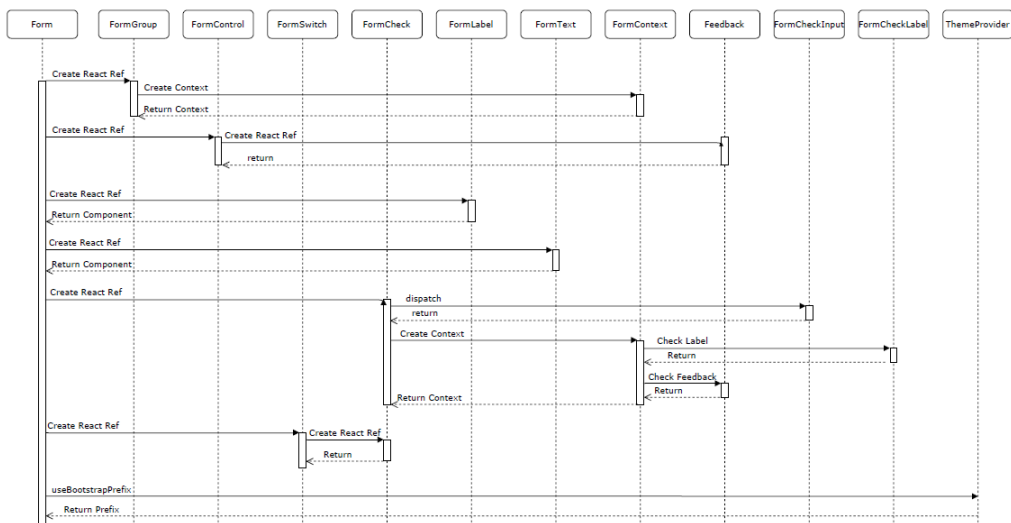 Form
FormGroup
FormControl
FormSwitch
FormCheck
FormLabel
FormText
FormContext
Feedback
FormCheckInput
FormCheckLabel
ThemeProvider
Create React Ref
Create Context
Return Context
Create React Ref
Create React Ref
return
Create React Ref
Return Component
Create React Ref
Return Component
Create React Ref
dispatch
return
Create Context
Check Label
Return
Check Feedback
Return
Return Context
Create React Ref
Create React Ref
Return
useBootstrapPrefix
Return Prefix